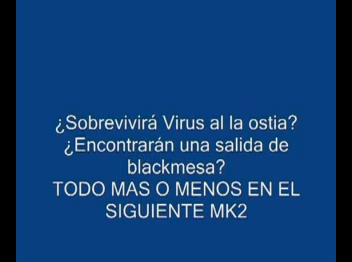 ¿Sobrevivirá Virus al la ostia?
¿Encontrarán una salida de
blackmesa?
TODO MAS O MENOS EN EL
SIGUIENTE MK2